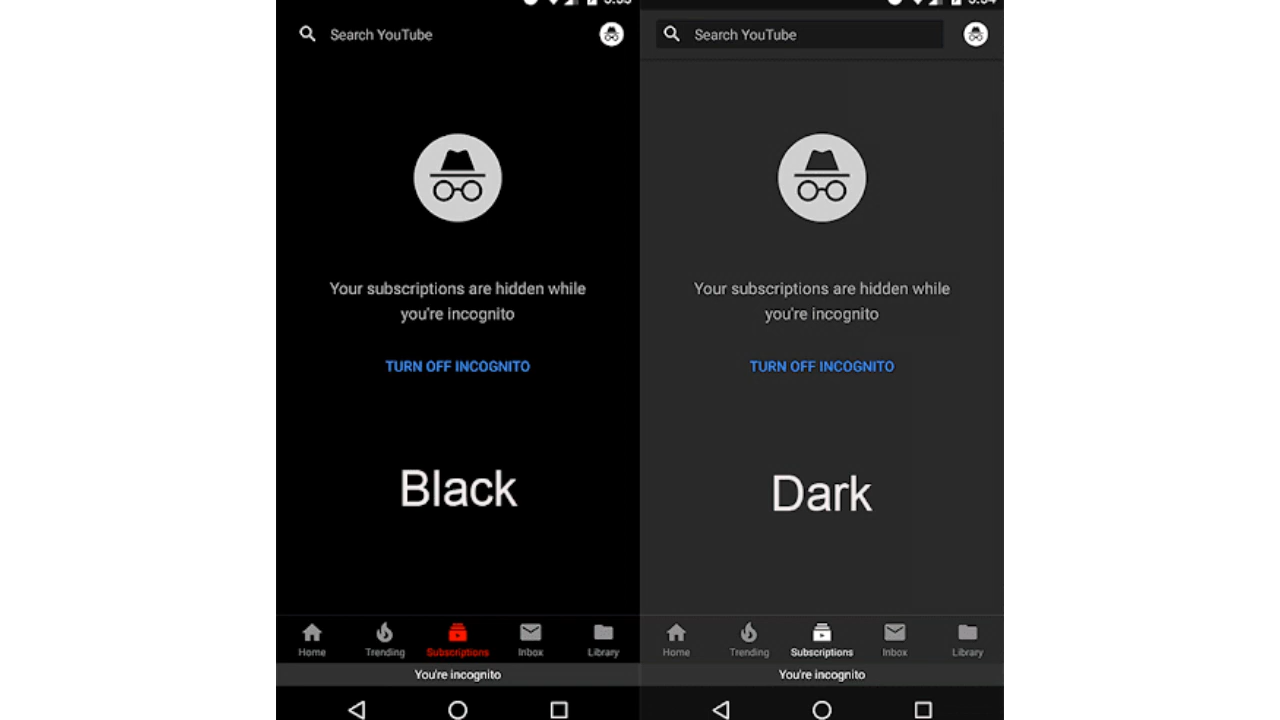 Search YouTube
Your subscriptions are hidden while
you're incognito
TURN OFF INCOGNITO
Black
Home
Trending
Subscriptions
Inbox
Library
You're incognito
Search YouTube
Your subscriptions are hidden while
you're incognito
TURN OFF INCOGNITO
Dark
Home
Trending
Subscriptions
Inbox
Library
You're incognito